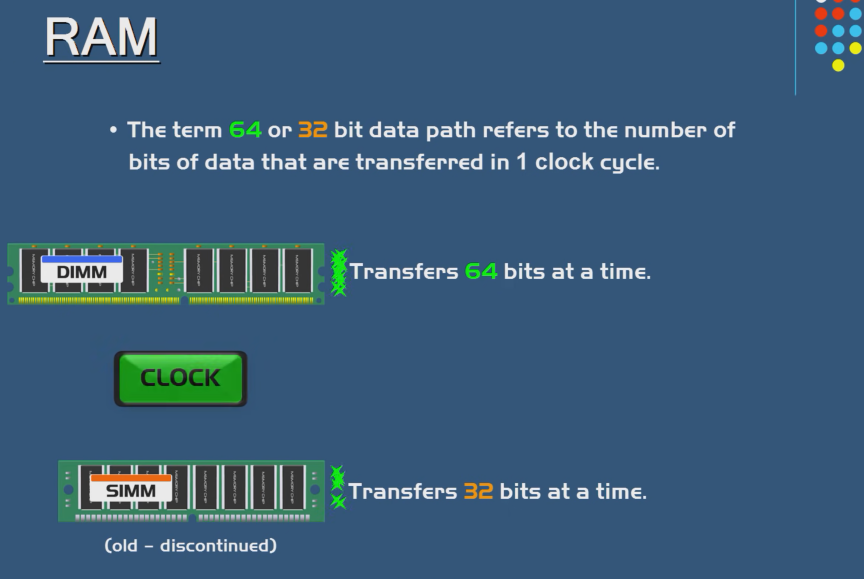 RAM
• The term 64 or 32 bit data path refers to the number of
bits of data that are transferred in 1 clock cycle.
DIMM
Transfers 64 bits at a time.
CLOCK
SIMM
Transfers 32 bits at a time.
(old - discontinued)